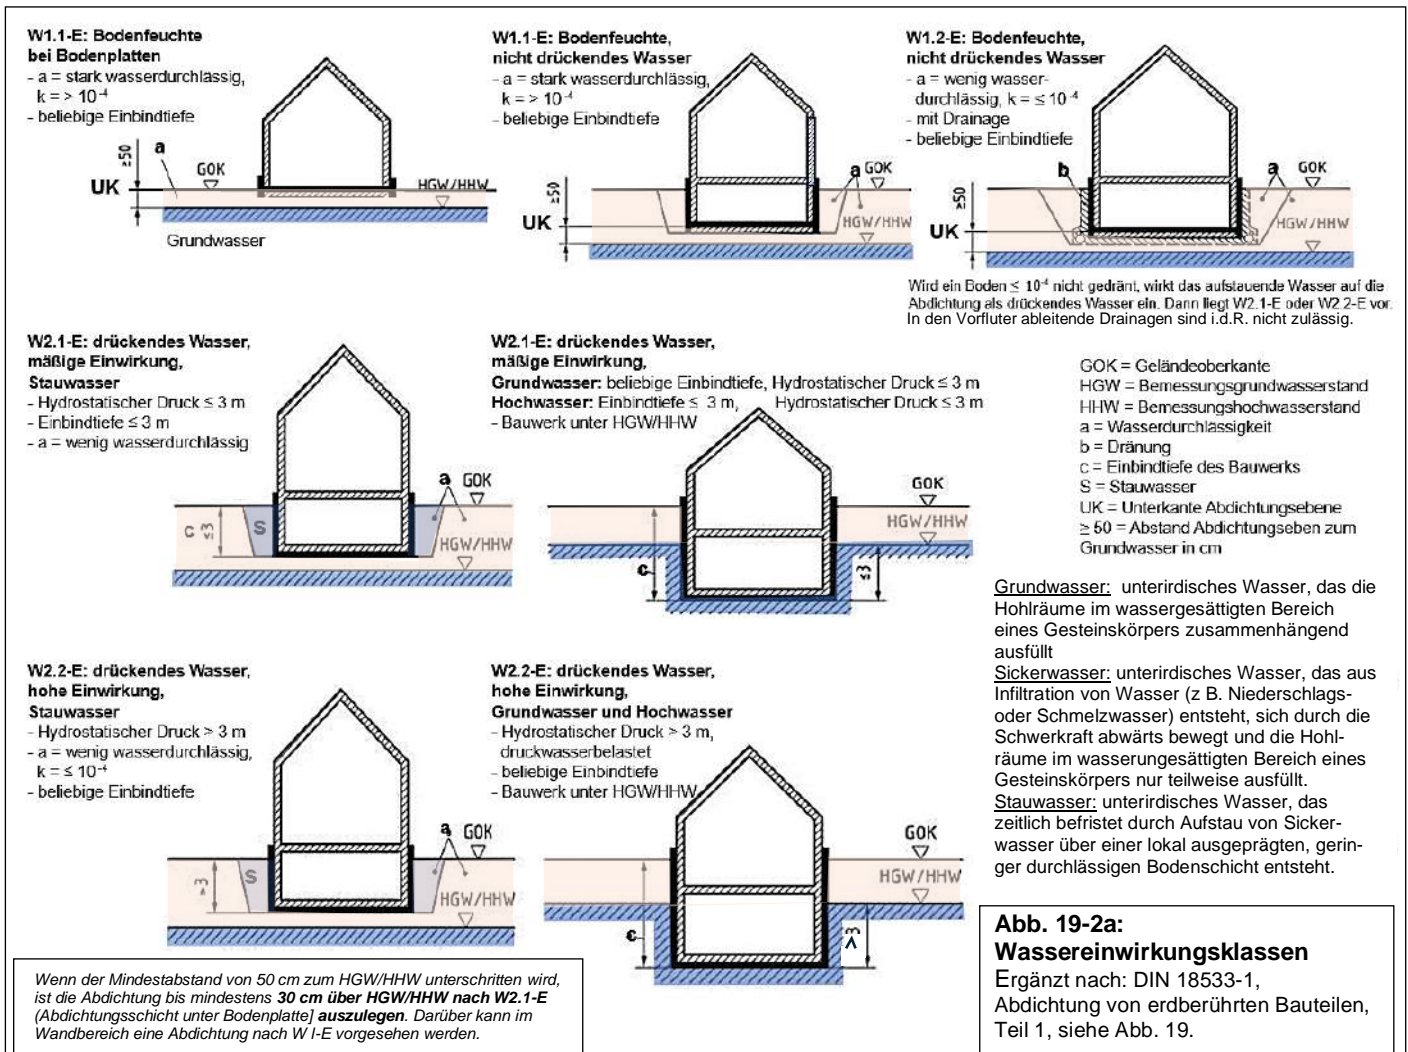 W1.1-E: Bodenfeuchte
bei Bodenplatten
- a = stark wasserdurchlässig,
k = > 10⁻⁴
- beliebige Einbindtiefe
≥50
a
GOK
UK
HGW/HHW
Grundwasser
W1.1-E: Bodenfeuchte,
nicht drückendes Wasser
- a = stark wasserdurchlässig,
k = > 10⁻⁴
- beliebige Einbindtiefe
a GOK
≥50
UK
HGW/HHW
W1.2-E: Bodenfeuchte,
nicht drückendes Wasser
- a = wenig wasser-
durchlässig, k = ≤ 10⁻⁴
- mit Drainage
- beliebige Einbindtiefe
b
a GOK
≥50
UK
HGW/HHW
Wird ein Boden ≤ 10⁻⁴ nicht gedränt, wirkt das aufstauende Wasser auf die
Abdichtung als drückendes Wasser ein. Dann liegt W2.1-E oder W2.2-E vor.
In den Vorfluter ableitende Drainagen sind i.d.R. nicht zulässig.
W2.1-E: drückendes Wasser,
mäßige Einwirkung,
Stauwasser
- Hydrostatischer Druck ≤ 3 m
- Einbindtiefe ≤ 3 m
- a = wenig wasserdurchlässig
a GOK
c ≤3 S
HGW/HHW
W2.1-E: drückendes Wasser,
mäßige Einwirkung,
Grundwasser: beliebige Einbindtiefe, Hydrostatischer Druck ≤ 3 m
Hochwasser: Einbindtiefe ≤ 3 m, Hydrostatischer Druck ≤ 3 m
- Bauwerk unter HGW/HHW
GOK
HGW/HHW
c
≤3
GOK = Geländeoberkante
HGW = Bemessungsgrundwasserstand
HHW = Bemessungshochwasserstand
a = Wasserdurchlässigkeit
b = Dränung
c = Einbindtiefe des Bauwerks
S = Stauwasser
UK = Unterkante Abdichtungsebene
≥ 50 = Abstand Abdichtungseben zum
Grundwasser in cm
Grundwasser: unterirdisches Wasser, das die
Hohlräume im wassergesättigten Bereich
eines Gesteinskörpers zusammenhängend
ausfüllt
Sickerwasser: unterirdisches Wasser, das aus
Infiltration von Wasser (z B. Niederschlags-
oder Schmelzwasser) entsteht, sich durch die
Schwerkraft abwärts bewegt und die Hohl-
räume im wasserungesättigten Bereich eines
Gesteinskörpers nur teilweise ausfüllt.
Stauwasser: unterirdisches Wasser, das
zeitlich befristet durch Aufstau von Sicker-
wasser über einer lokal ausgeprägten, gerin-
ger durchlässigen Bodenschicht entsteht.
W2.2-E: drückendes Wasser,
hohe Einwirkung,
Stauwasser
- Hydrostatischer Druck > 3 m
- a = wenig wasserdurchlässig,
k = ≤ 10⁻⁴
- beliebige Einbindtiefe
a GOK
>3 S
HGW/HHW
W2.2-E: drückendes Wasser,
hohe Einwirkung,
Grundwasser und Hochwasser
- Hydrostatischer Druck > 3 m,
druckwasserbelastet
- beliebige Einbindtiefe
- Bauwerk unter HGW/HHW
GOK
HGW/HHW
c
>3
Wenn der Mindestabstand von 50 cm zum HGW/HHW unterschritten wird,
ist die Abdichtung bis mindestens 30 cm über HGW/HHW nach W2.1-E
(Abdichtungsschicht unter Bodenplatte] auszulegen. Darüber kann im
Wandbereich eine Abdichtung nach W l-E vorgesehen werden.
Abb. 19-2a:
Wassereinwirkungsklassen
Ergänzt nach: DIN 18533-1,
Abdichtung von erdberührten Bauteilen,
Teil 1, siehe Abb. 19.